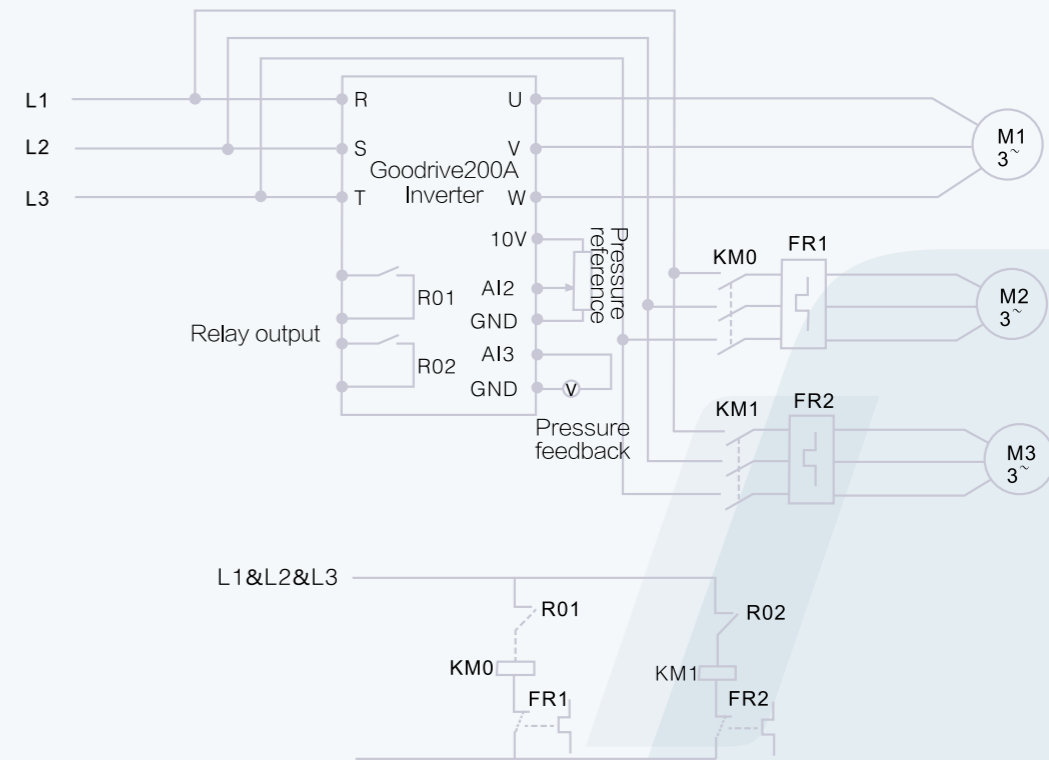 L1
R
U
L2
S
V
L3
T
W
Goodrive200A
Inverter
M1
3~
10V
AI2
GND
AI3
GND
Pressure
reference
R01
R02
Relay output
V
Pressure
feedback
KM0
FR1
M2
3~
KM1
FR2
M3
3~
L1&L2&L3
R01
R02
KM0
KM1
FR1
FR2